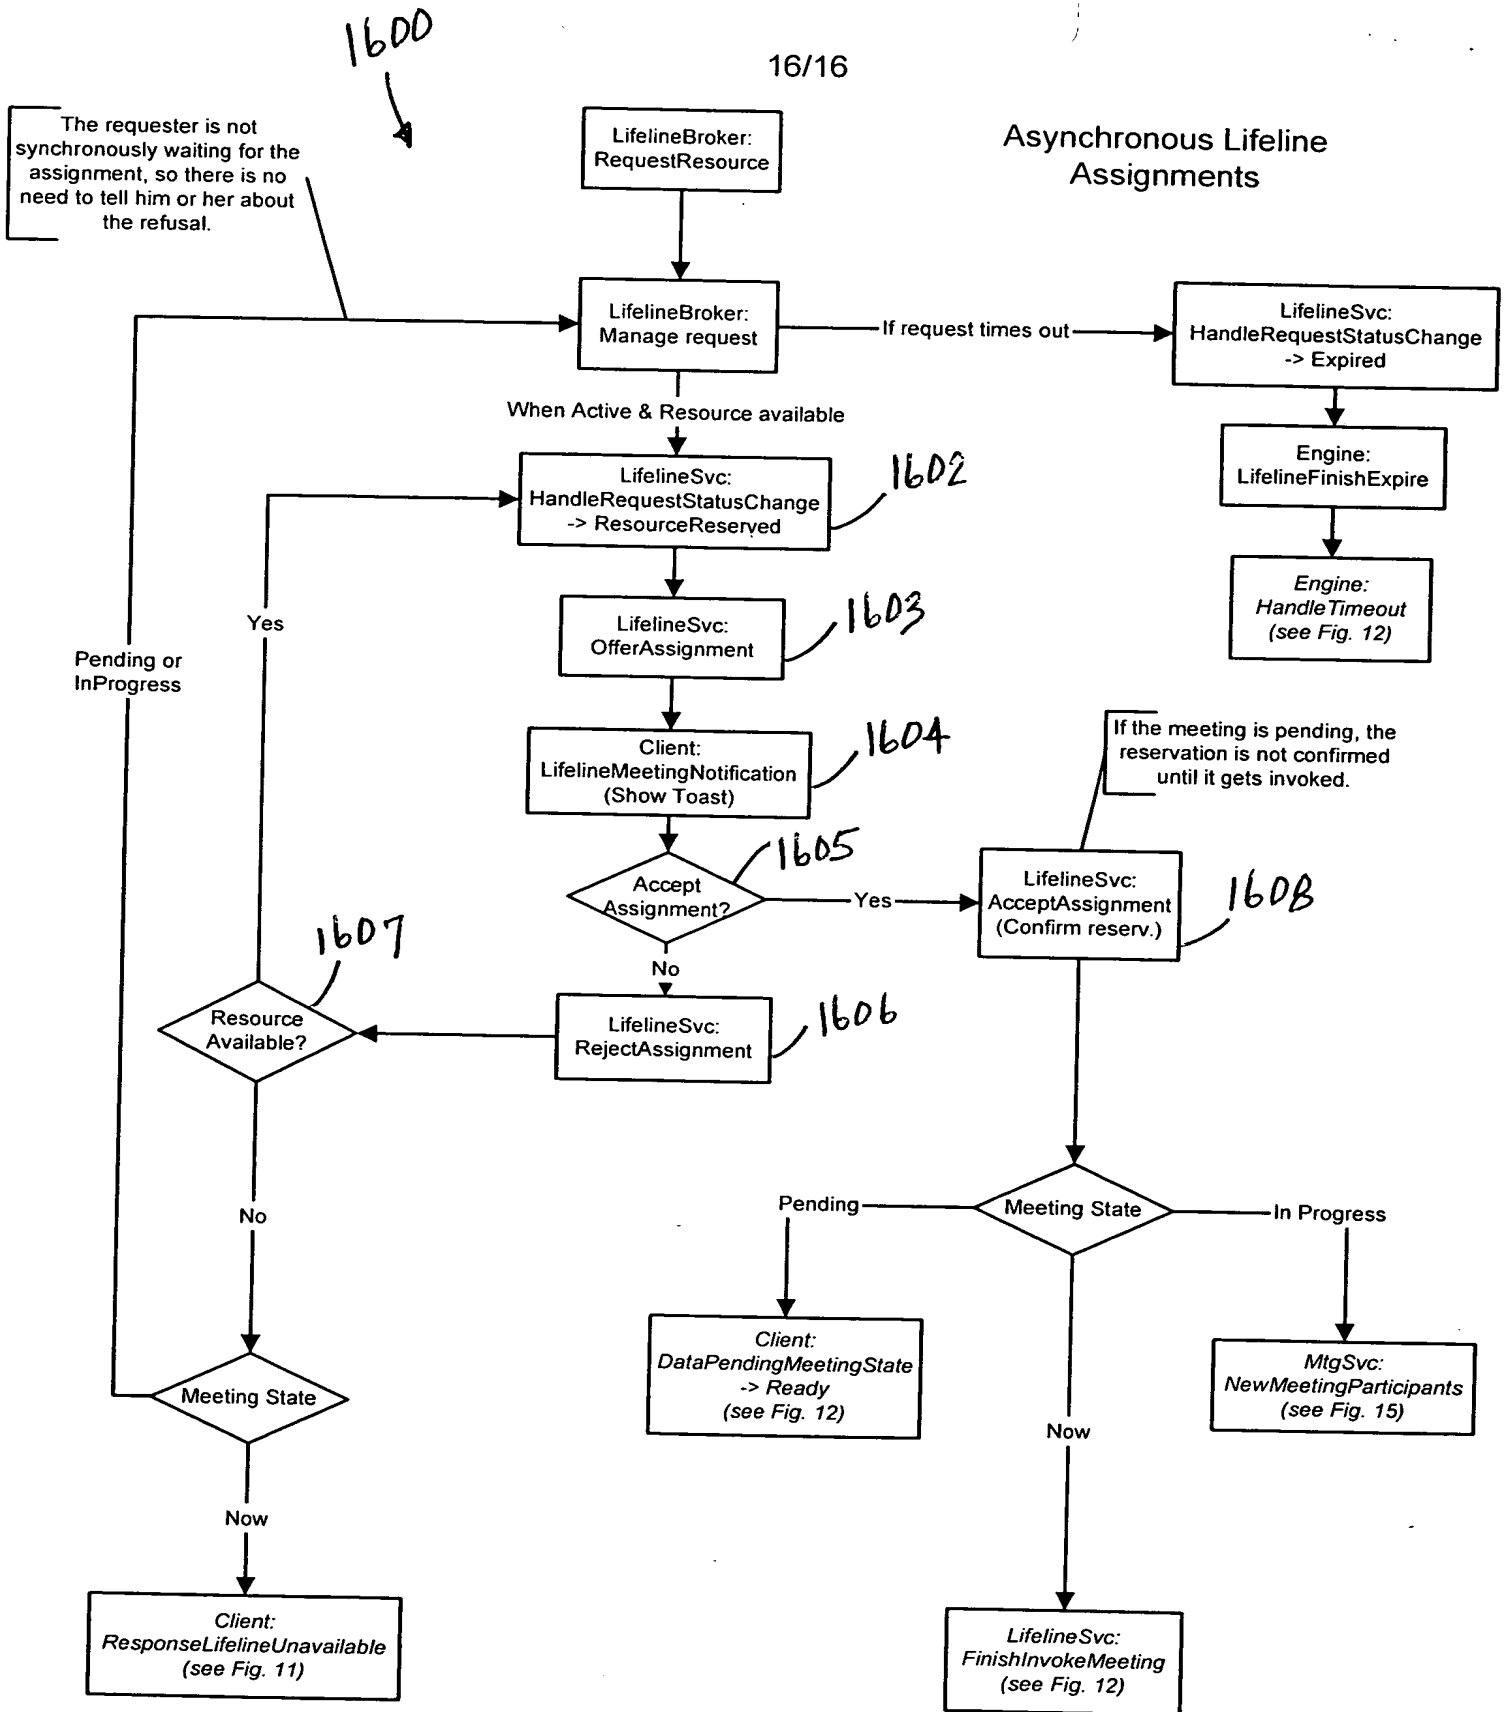 1600
16/16
Asynchronous Lifeline
Assignments
The requester is not
synchronously waiting for the
assignment, so there is no
need to tell him or her about
the refusal.
LifelineBroker:
RequestResource
LifelineBroker:
Manage request
If request times out
LifelineSvc:
HandleRequestStatusChange
-> Expired
When Active & Resource available
Engine:
LifelineFinishExpire
LifelineSvc:
HandleRequestStatusChange
-> ResourceReserved
1602
Engine:
HandleTimeout
(see Fig. 12)
Yes
LifelineSvc:
OfferAssignment
1603
Pending or
InProgress
Client:
LifelineMeetingNotification
(Show Toast)
1604
If the meeting is pending, the
reservation is not confirmed
until it gets invoked.
Accept
Assignment?
1605
Yes
LifelineSvc:
AcceptAssignment
(Confirm reserv.)
1608
No
1607
Resource
Available?
LifelineSvc:
RejectAssignment
1606
No
Pending
Meeting State
In Progress
Client:
DataPendingMeetingState
-> Ready
(see Fig. 12)
MtgSvc:
NewMeetingParticipants
(see Fig. 15)
Meeting State
Now
Now
Client:
ResponseLifelineUnavailable
(see Fig. 11)
LifelineSvc:
FinishInvokeMeeting
(see Fig. 12)